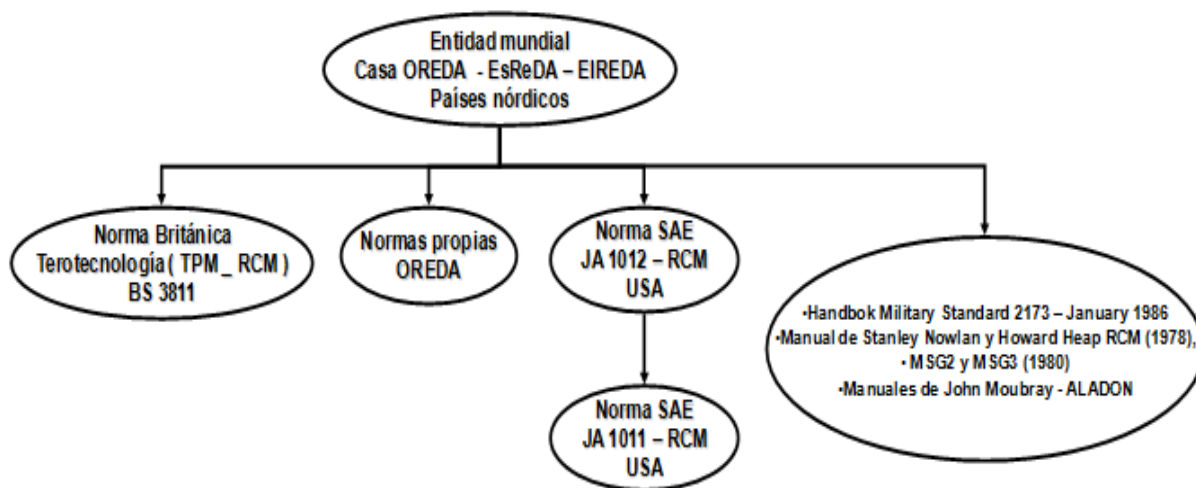 Entidad mundial
Casa OREDA - EsReDA – EIREDA
Países nórdicos
Norma Británica
Terotecnología ( TPM _ RCM )
BS 3811
Normas propias
OREDA
Norma SAE
JA 1012 – RCM
USA
•Handbok Military Standard 2173 – January 1986
•Manual de Stanley Nowlan y Howard Heap RCM (1978),
• MSG2 y MSG3 (1980)
•Manuales de John Moubray - ALADON
Norma SAE
JA 1011 – RCM
USA